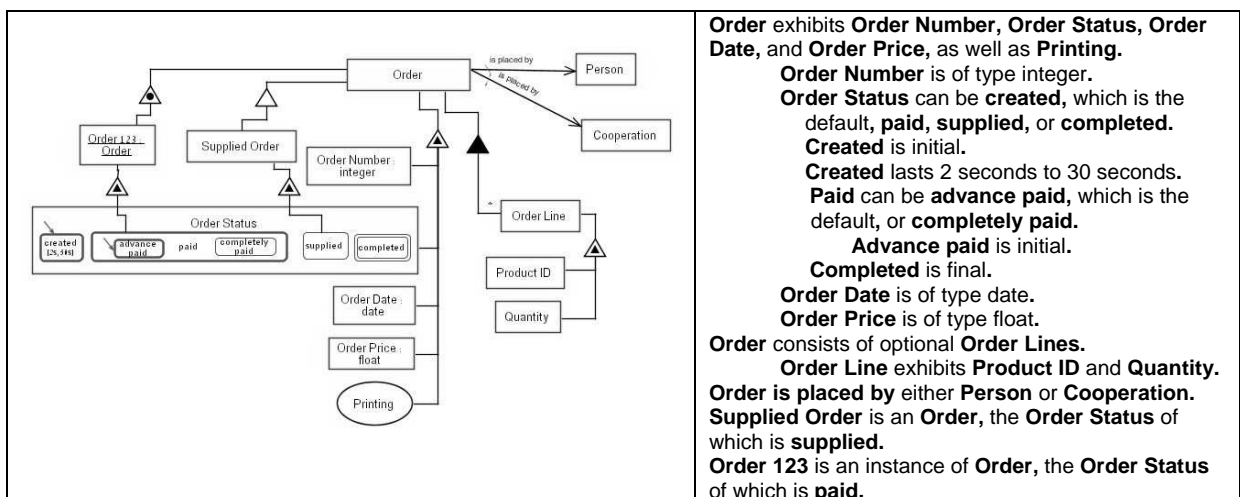 Order
is placed by
Person
is placed by
Cooperation
Order 123 :
Order
Supplied Order
Order Number :
integer
Order Status
created
[2s,30s]
advance
paid
paid
completely
paid
supplied
completed
*
Order Line
Product ID
Quantity
Order Date :
date
Order Price :
float
Printing
Order exhibits Order Number, Order Status, Order
Date, and Order Price, as well as Printing.
Order Number is of type integer.
Order Status can be created, which is the
default, paid, supplied, or completed.
Created is initial.
Created lasts 2 seconds to 30 seconds.
Paid can be advance paid, which is the
default, or completely paid.
Advance paid is initial.
Completed is final.
Order Date is of type date.
Order Price is of type float.
Order consists of optional Order Lines.
Order Line exhibits Product ID and Quantity.
Order is placed by either Person or Cooperation.
Supplied Order is an Order, the Order Status of
which is supplied.
Order 123 is an instance of Order, the Order Status
of which is paid.